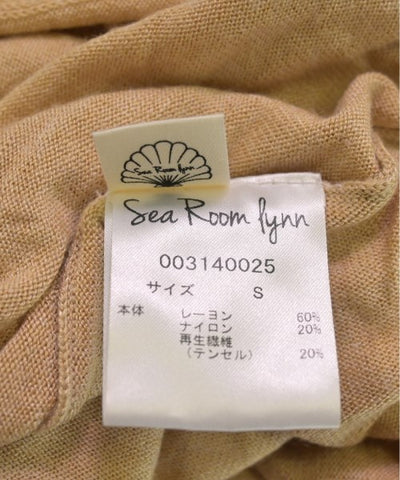 Sea Room lynn
Sea Room lynn
003140025
サイズ S
本体 レーヨン 60%
ナイロン 20%
再生繊維
(テンセル) 20%